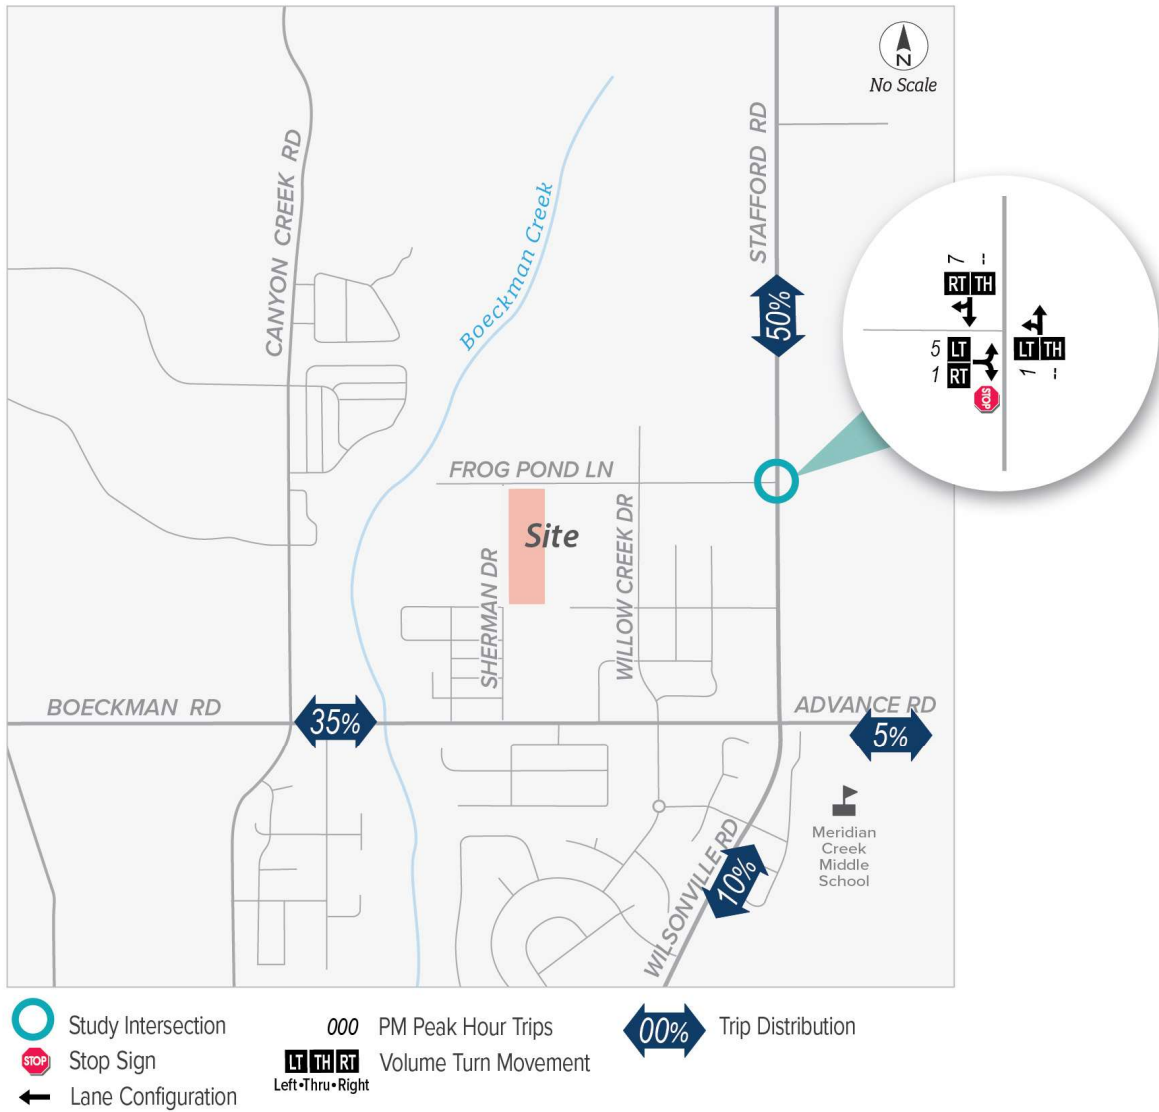 N
No Scale
CANYON CREEK RD
Boeckman Creek
STAFFORD RD
50%
7 --
RT TH
5 LT
1 RT
LT TH
1 --
STOP
FROG POND LN
Site
SHERMAN DR
WILLOW CREEK DR
BOECKMAN RD
35%
ADVANCE RD
5%
Meridian
Creek
Middle
School
WILSONVILLE RD
10%
Study Intersection
000 PM Peak Hour Trips
00% Trip Distribution
STOP Stop Sign
LT TH RT Volume Turn Movement
Left•Thru•Right
Lane Configuration